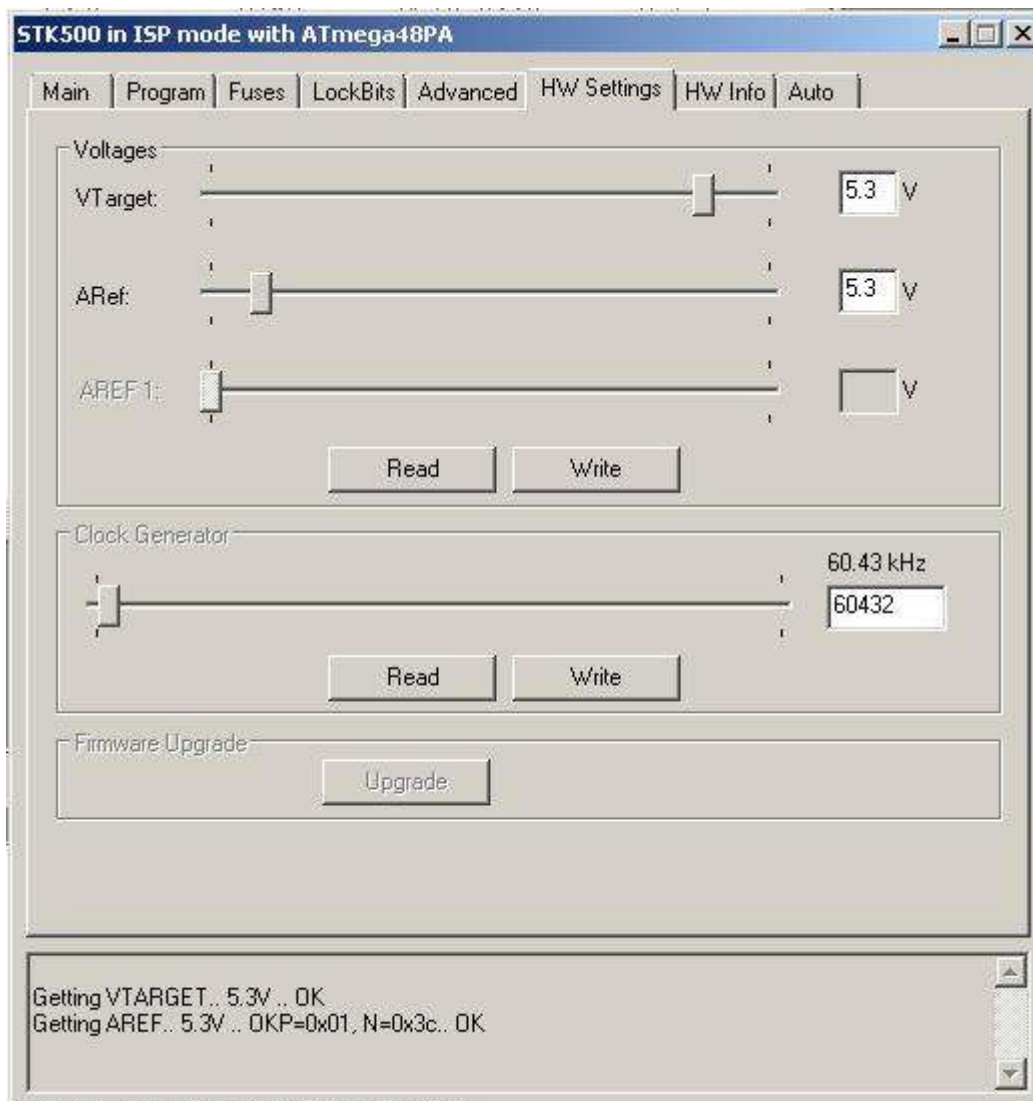 STK500 in ISP mode with ATmega48PA
Main Program Fuses LockBits Advanced HW Settings HW Info Auto
Voltages
VTarget: 5.3 V
ARef: 5.3 V
AREF 1: V
Read Write
Clock Generator
60.43 kHz
60432
Read Write
Firmware Upgrade
Upgrade
Getting VTARGET.. 5.3V .. OK
Getting AREF.. 5.3V .. OKP=0x01, N=0x3c.. OK